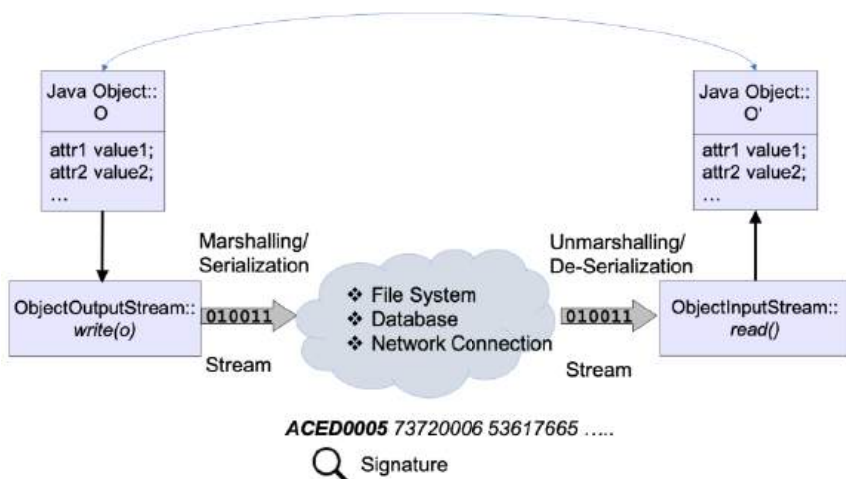 Java Object::
O
attr1 value1;
attr2 value2;
...
Java Object::
O'
attr1 value1;
attr2 value2;
...
Marshalling/
Serialization
Unmarshalling/
De-Serialization
ObjectOutputStream::
write(o)
010011
❖ File System
❖ Database
❖ Network Connection
010011
ObjectInputStream::
read()
Stream
Stream
ACED0005 73720006 53617665 .....
Signature